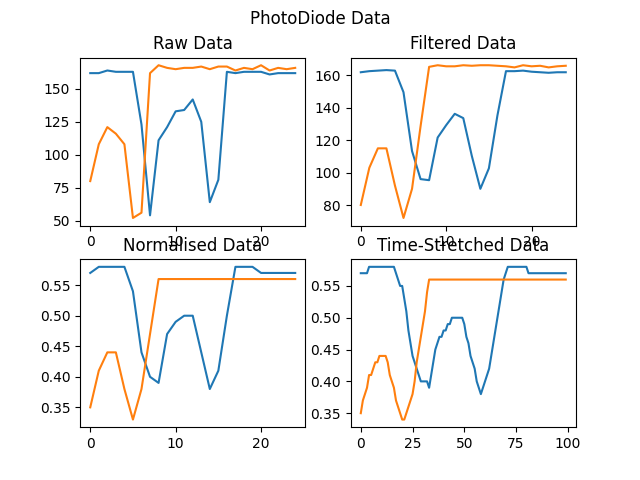 PhotoDiode Data
Raw Data
150
125
100
75
50
0 10 20
Filtered Data
160
140
120
100
80
0 10 20
Normalised Data
0.55
0.50
0.45
0.40
0.35
0 10 20
Time-Stretched Data
0.55
0.50
0.45
0.40
0.35
0 25 50 75 100